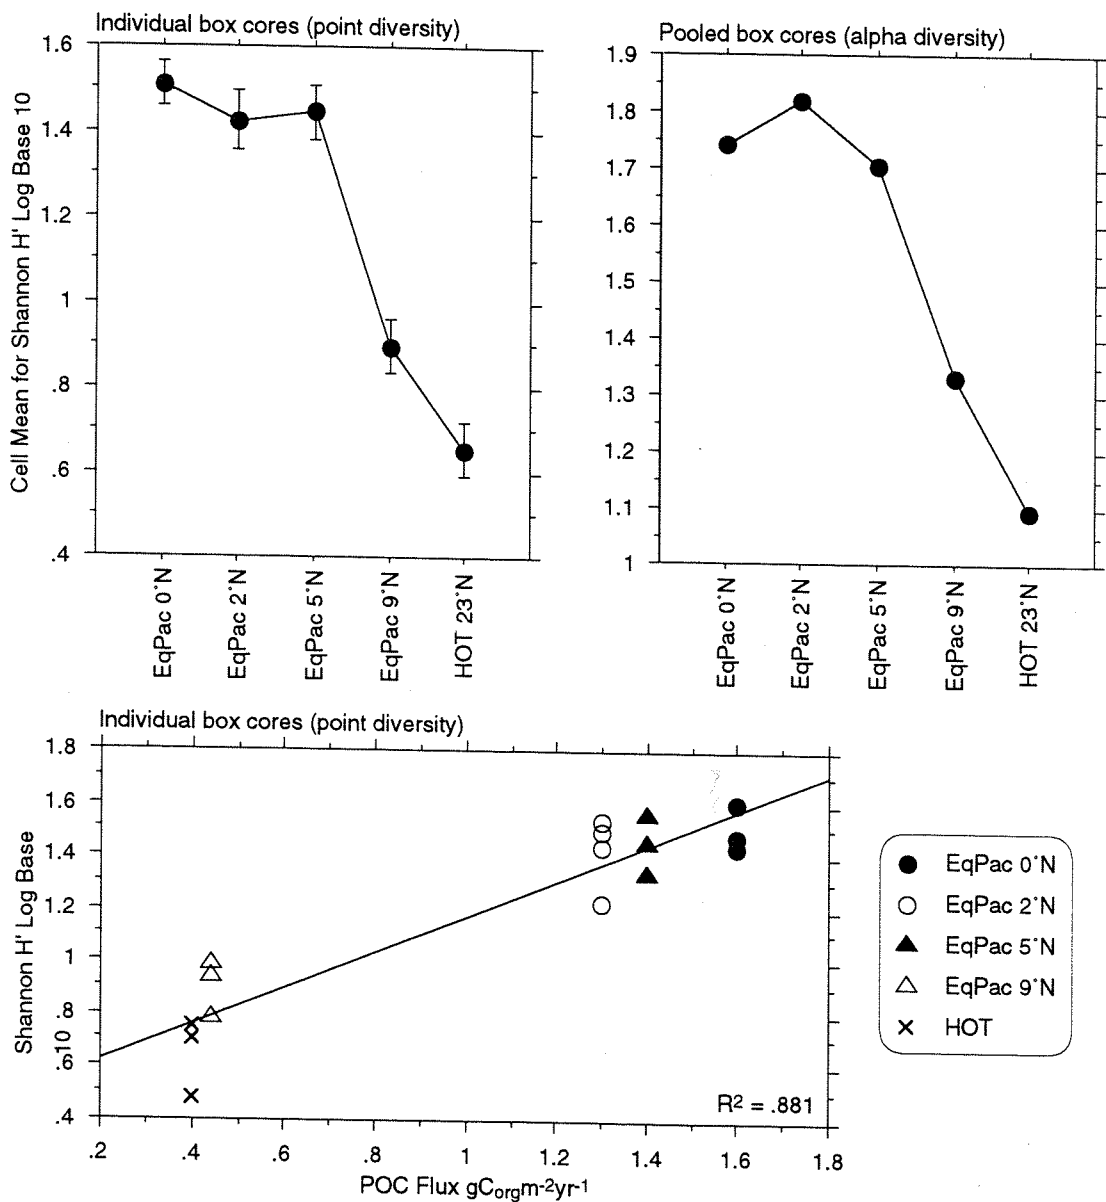 Individual box cores (point diversity)
Cell Mean for Shannon H' Log Base 10
1.6
1.4
1.2
1
.8
.6
.4
EqPac 0°N
EqPac 2°N
EqPac 5°N
EqPac 9°N
HOT 23°N
Pooled box cores (alpha diversity)
1.9
1.8
1.7
1.6
1.5
1.4
1.3
1.2
1.1
1
EqPac 0°N
EqPac 2°N
EqPac 5°N
EqPac 9°N
HOT 23°N
Individual box cores (point diversity)
Shannon H' Log Base
10
1.8
1.6
1.4
1.2
1
.8
.6
.4
R² = .881
.2
.4
.6
.8
1
1.2
1.4
1.6
1.8
POC Flux gCorgm-2yr-1
EqPac 0°N
EqPac 2°N
EqPac 5°N
EqPac 9°N
HOT